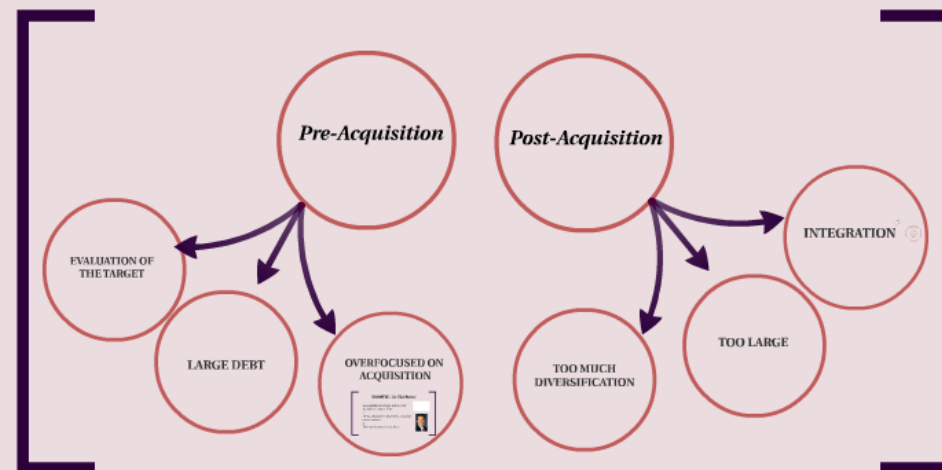 Pre-Acquisition
Post-Acquisition
EVALUATION OF
THE TARGET
LARGE DEBT
OVERFOCUSED ON
ACQUISITION
TOO MUCH
DIVERSIFICATION
TOO LARGE
INTEGRATION